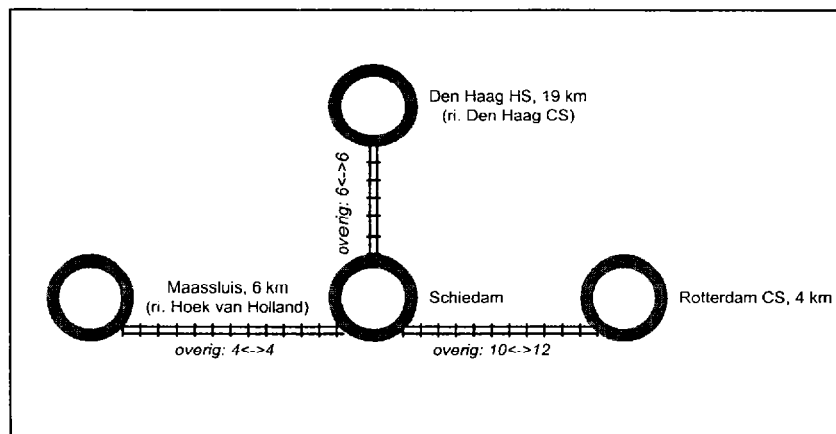 Den Haag HS, 19 km
(ri. Den Haag CS)
overig: 6<->6
Maassluis, 6 km
(ri. Hoek van Holland)
Schiedam
Rotterdam CS, 4 km
overig: 4<->4
overig: 10<->12